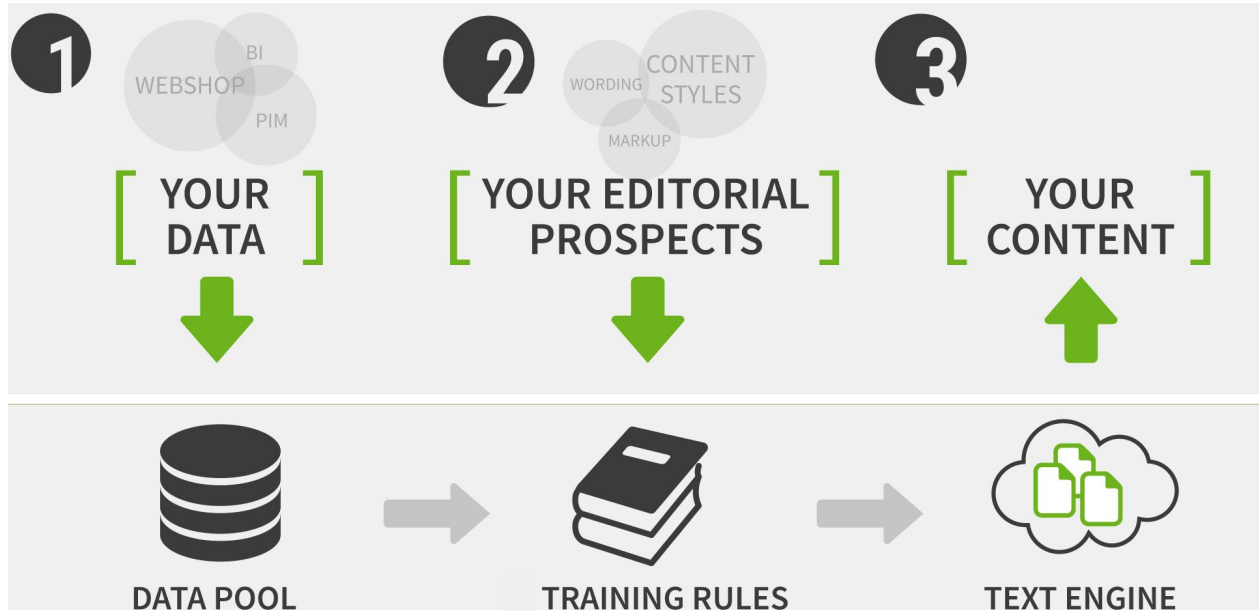 1
WEBSHOP
BI
PIM
[ YOUR
DATA ]
2
WORDING
CONTENT
STYLES
MARKUP
[ YOUR EDITORIAL
PROSPECTS ]
3
[ YOUR
CONTENT ]
DATA POOL
TRAINING RULES
TEXT ENGINE